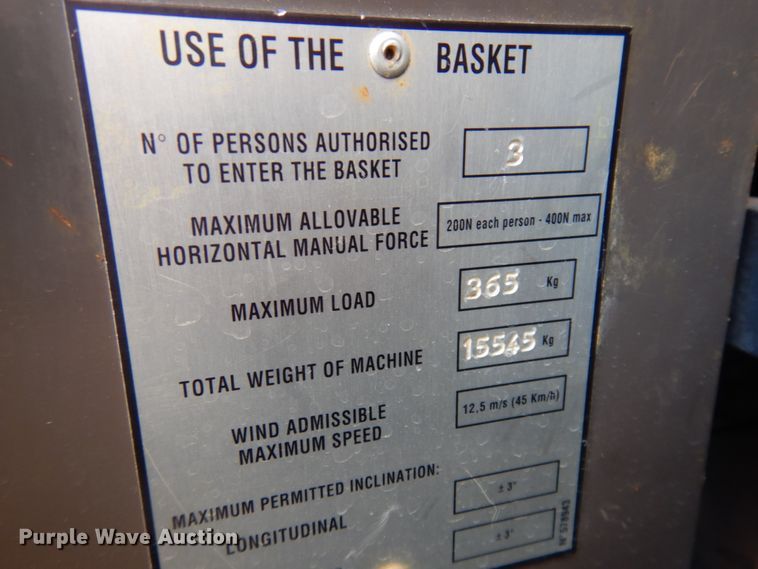 USE OF THE BASKET
N° OF PERSONS AUTHORISED
TO ENTER THE BASKET
3
MAXIMUM ALLOVABLE
HORIZONTAL MANUAL FORCE
200N each person - 400N max
MAXIMUM LOAD
365 Kg
TOTAL WEIGHT OF MACHINE
15545 Kg
WIND ADMISSIBLE
MAXIMUM SPEED
12,5 m/s (45 Km/h)
MAXIMUM PERMITTED INCLINATION:
LONGITUDINAL
± 3°
± 3°
N° 578943
Purple Wave Auction